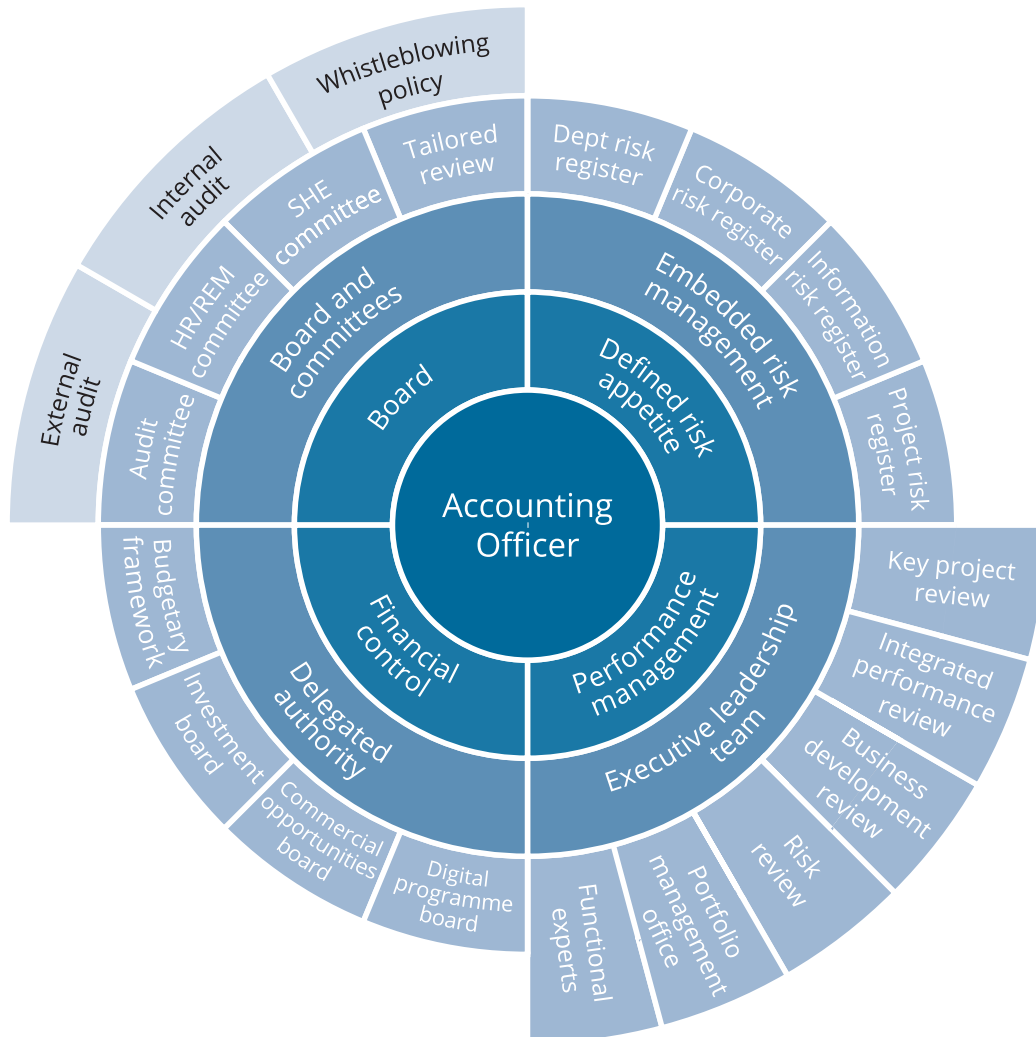 Accounting
Officer
Board
Defined risk
appetite
Performance
management
Financial
control
Board and
committees
Embedded risk
management
Executive leadership
team
Delegated
authority
Audit
committee
HR/REM
committee
SHE
committee
Tailored
review
Dept risk
register
Corporate
risk register
Information
risk register
Project risk
register
Key project
review
Integrated
performance
review
Business
development
review
Risk
review
Portfolio
management
office
Functional
experts
Digital
programme
board
Commercial
opportunities
board
Investment
board
Budgetary
framework
External
audit
Internal
audit
Whistleblowing
policy